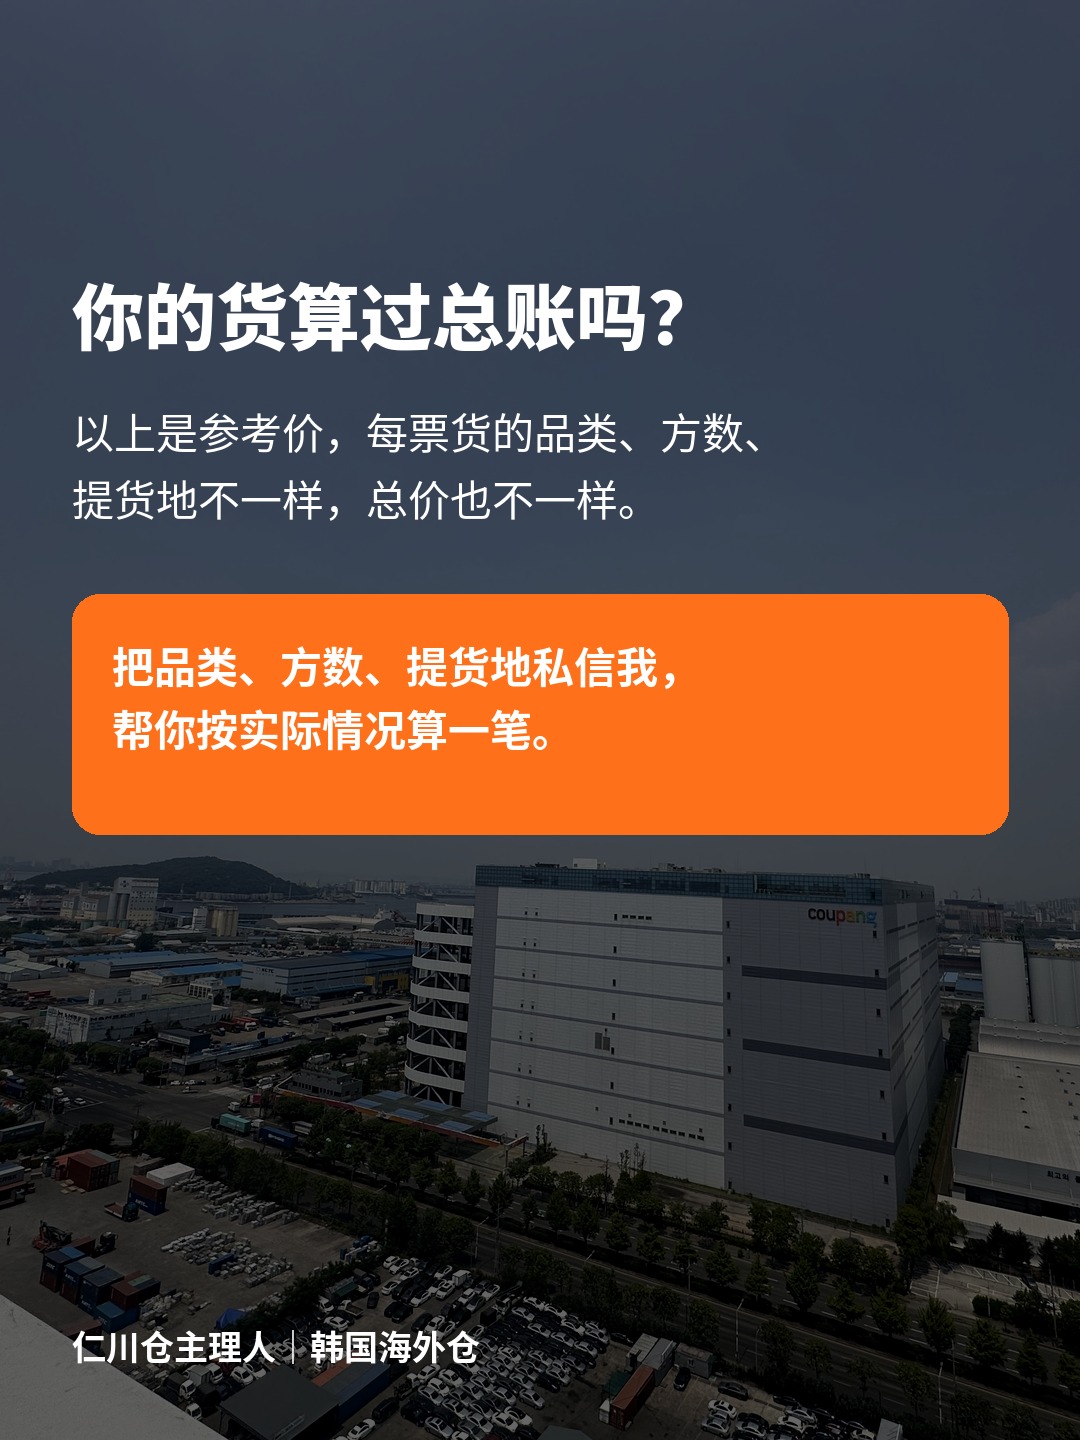 你的货算过总账吗?
以上是参考价，每票货的品类、方数、
提货地不一样，总价也不一样。
把品类、方数、提货地私信我，
帮你按实际情况算一笔。
coupang
仁川仓主理人｜韩国海外仓